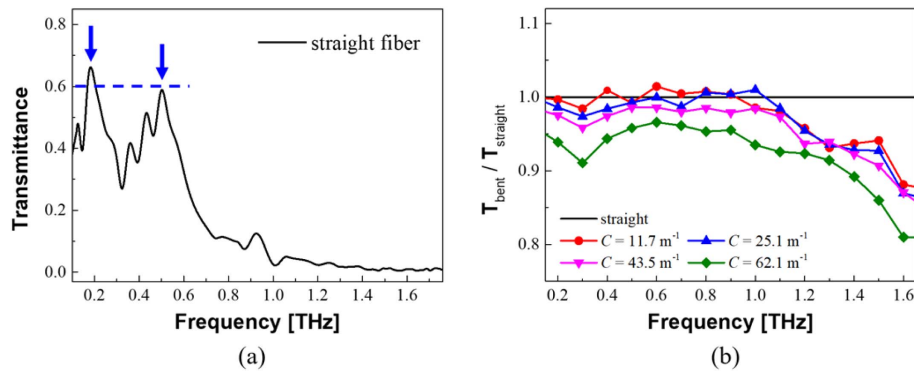 0.8
0.6
0.4
0.2
0.0
Transmittance
straight fiber
0.2 0.4 0.6 0.8 1.0 1.2 1.4 1.6
Frequency [THz]
(a)
1.1
1.0
0.9
0.8
T_bent / T_straight
straight
C = 11.7 m⁻¹ C = 25.1 m⁻¹
C = 43.5 m⁻¹ C = 62.1 m⁻¹
0.2 0.4 0.6 0.8 1.0 1.2 1.4 1.6
Frequency [THz]
(b)